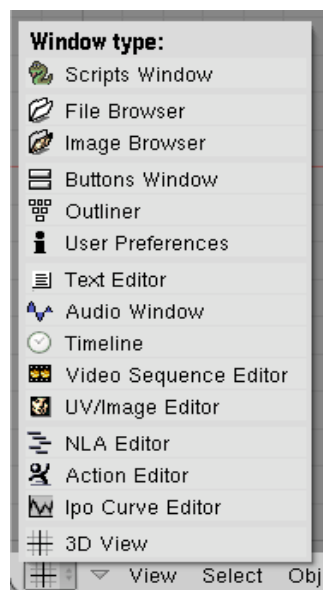 Window type:
Scripts Window
File Browser
Image Browser
Buttons Window
Outliner
User Preferences
Text Editor
Audio Window
Timeline
Video Sequence Editor
UV/Image Editor
NLA Editor
Action Editor
Ipo Curve Editor
3D View
View Select Obj